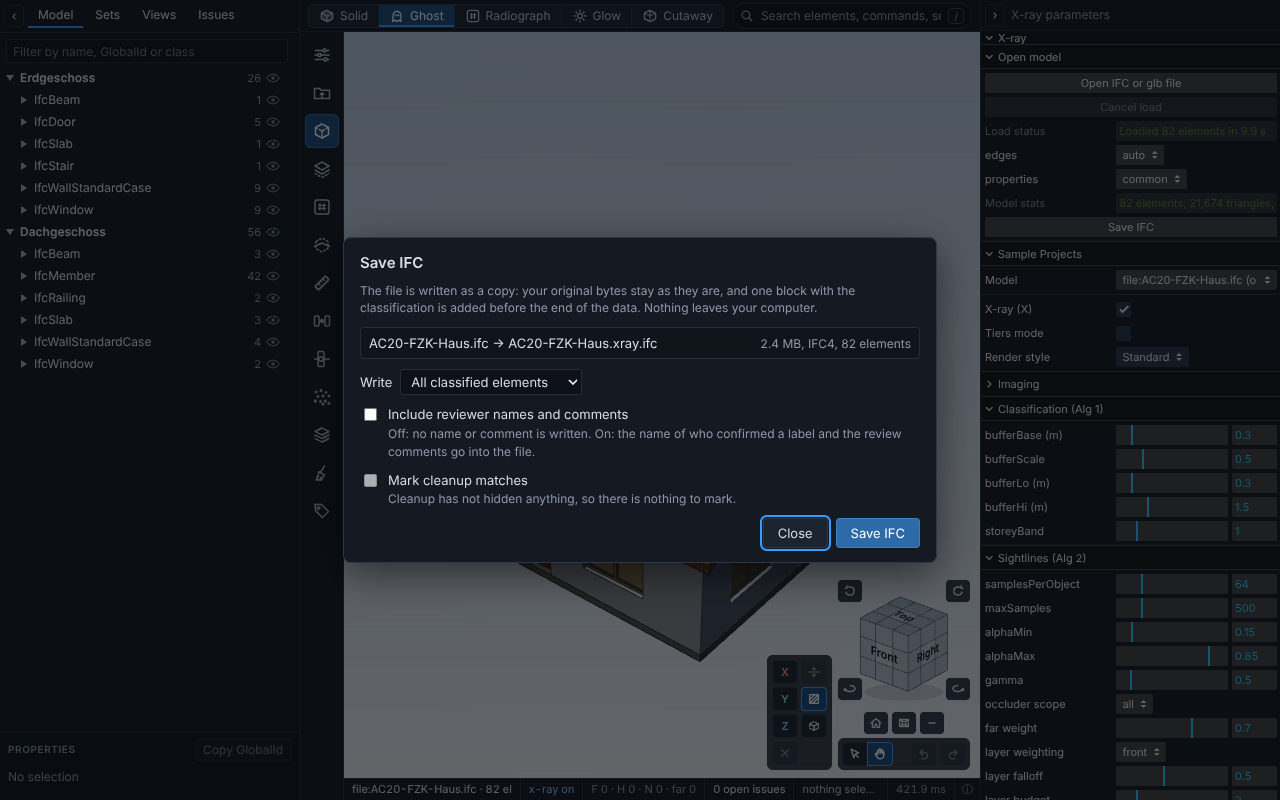 Model
Sets
Views
Issues
Solid
Ghost
Radiograph
Glow
Cutaway
Search elements, commands, se
/
X-ray parameters
Filter by name, GlobalId or class
Erdgeschoss 26
IfcBeam 1
IfcDoor 5
IfcSlab 1
IfcStair 1
IfcWallStandardCase 9
IfcWindow 9
Dachgeschoss 56
IfcBeam 3
IfcMember 42
IfcRailing 2
IfcSlab 3
IfcWallStandardCase 4
IfcWindow 2
PROPERTIES
Copy GlobalId
No selection
Save IFC
The file is written as a copy: your original bytes stay as they are, and one block with the
classification is added before the end of the data. Nothing leaves your computer.
AC20-FZK-Haus.ifc → AC20-FZK-Haus.xray.ifc 2.4 MB, IFC4, 82 elements
Write All classified elements
Include reviewer names and comments
Off: no name or comment is written. On: the name of who confirmed a label and the review
comments go into the file.
Mark cleanup matches
Cleanup has not hidden anything, so there is nothing to mark.
Close
Save IFC
Top
Front
Right
X
Y
Z
file:AC20-FZK-Haus.ifc · 82 el
x-ray on
F 0 · H 0 · N 0 · far 0
0 open issues
nothing sele...
421.9 ms
X-ray
Open model
Open IFC or glb file
Cancel load
Load status Loaded 82 elements in 9.9 s
edges auto
properties common
Model stats 82 elements, 21,674 triangles,
Save IFC
Sample Projects
Model file:AC20-FZK-Haus.ifc (o
X-ray (X)
Tiers mode
Render style Standard
Imaging
Classification (Alg 1)
bufferBase (m) 0.3
bufferScale 0.5
bufferLo (m) 0.3
bufferHi (m) 1.5
storeyBand 1
Sightlines (Alg 2)
samplesPerObject 64
maxSamples 500
alphaMin 0.15
alphaMax 0.85
gamma 0.5
occluder scope all
far weight 0.7
layer weighting front
layer falloff 0.5
layer budget